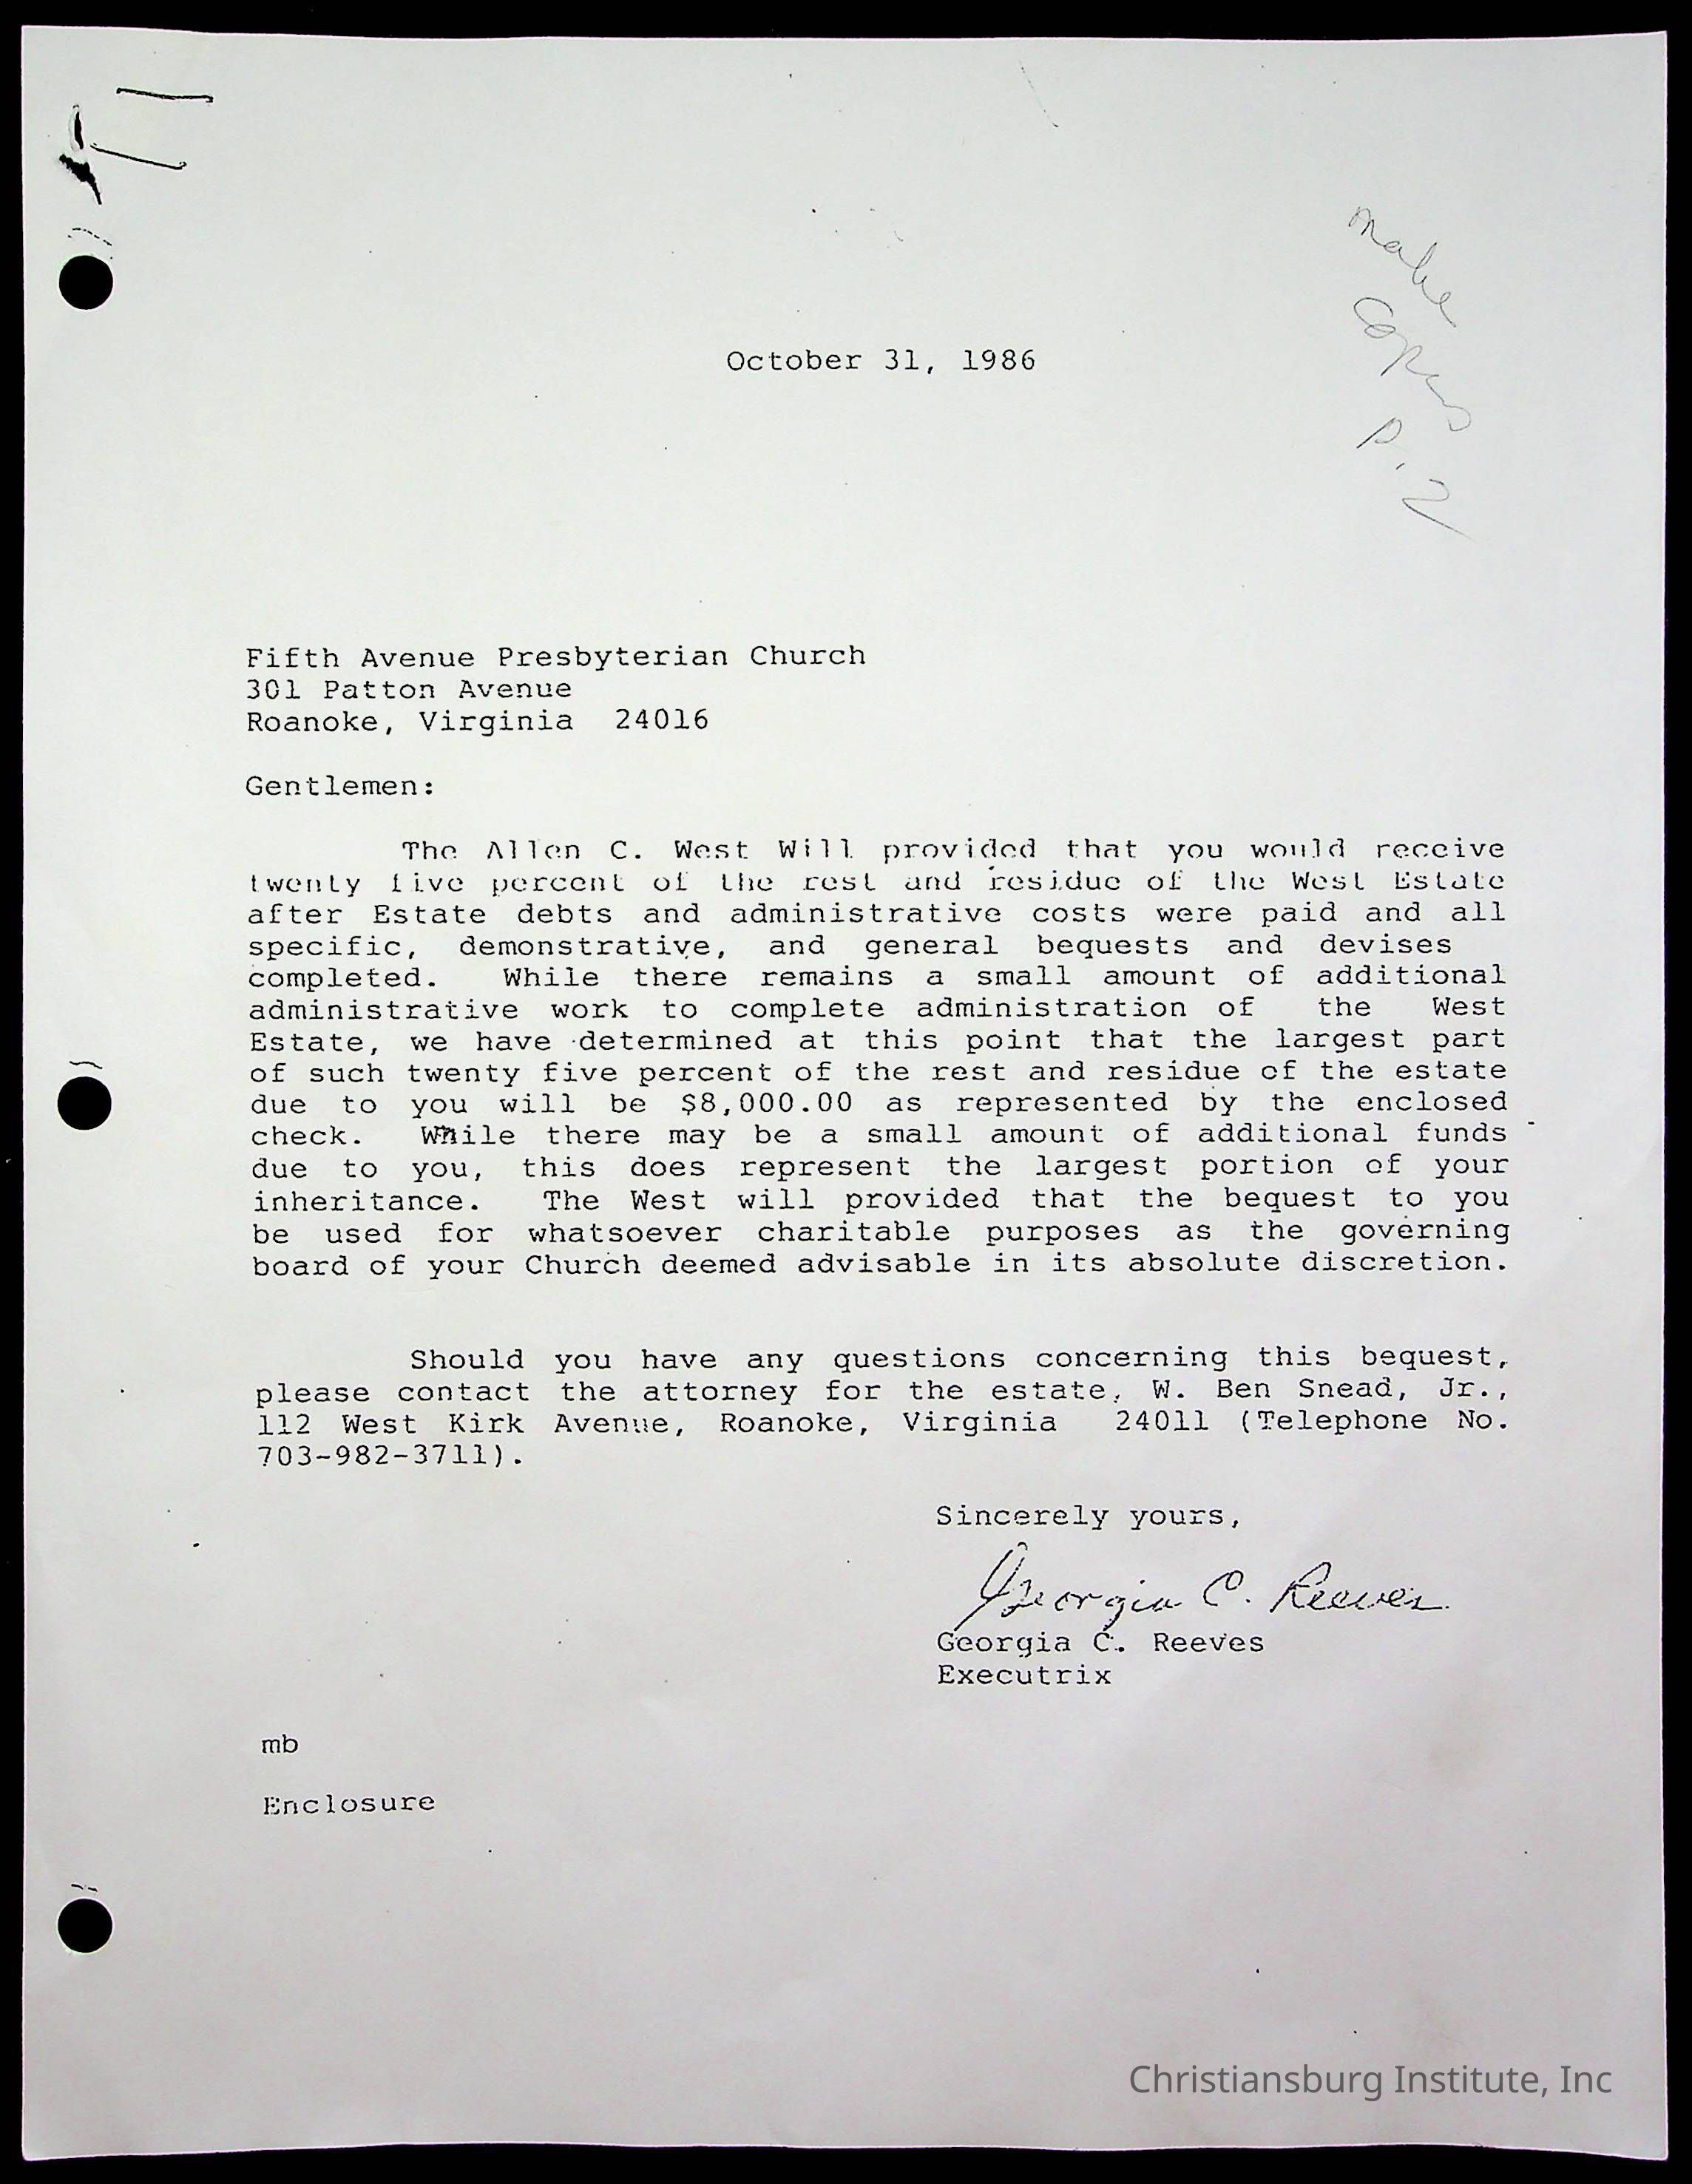 make
copies
p. 2
October 31, 1986
Fifth Avenue Presbyterian Church
301 Patton Avenue
Roanoke, Virginia 24016
Gentlemen:
The Allen C. West Will provided that you would receive
twenty five percent of the rest and residue of the West Estate
after Estate debts and administrative costs were paid and all
specific, demonstrative, and general bequests and devises
completed. While there remains a small amount of additional
administrative work to complete administration of the West
Estate, we have determined at this point that the largest part
of such twenty five percent of the rest and residue of the estate
due to you will be $8,000.00 as represented by the enclosed
check. While there may be a small amount of additional funds
due to you, this does represent the largest portion of your
inheritance. The West will provided that the bequest to you
be used for whatsoever charitable purposes as the governing
board of your Church deemed advisable in its absolute discretion.
Should you have any questions concerning this bequest,
please contact the attorney for the estate, W. Ben Snead, Jr.,
112 West Kirk Avenue, Roanoke, Virginia 24011 (Telephone No.
703-982-3711).
Sincerely yours,
Georgia C. Reeves
Georgia C. Reeves
Executrix
mb
Enclosure
Christiansburg Institute, Inc